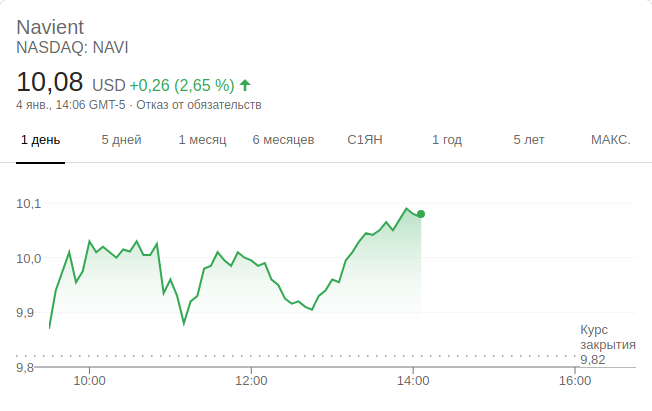 Navient
NASDAQ: NAVI
10,08 USD +0,26 (2,65 %)
4 янв., 14:06 GMT-5 · Отказ от обязательств
1 день 5 дней 1 месяц 6 месяцев С1ЯН 1 год 5 лет МАКС.
10,1
10,0
9,9
Курс
закрытия
9,82
9,8
10:00 12:00 14:00 16:00